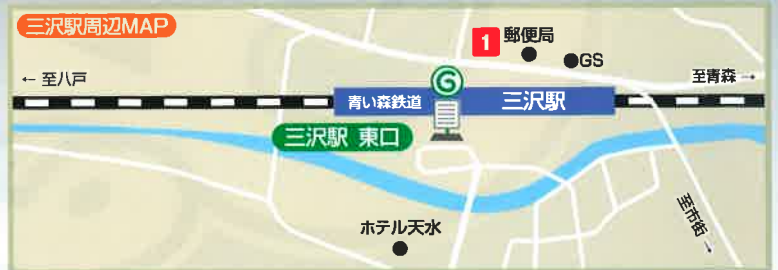 三沢駅周辺MAP
1
郵便局
GS
← 至八戸
至青森 →
G
青い森鉄道
三沢駅
三沢駅 東口
ホテル天水
至市街 →